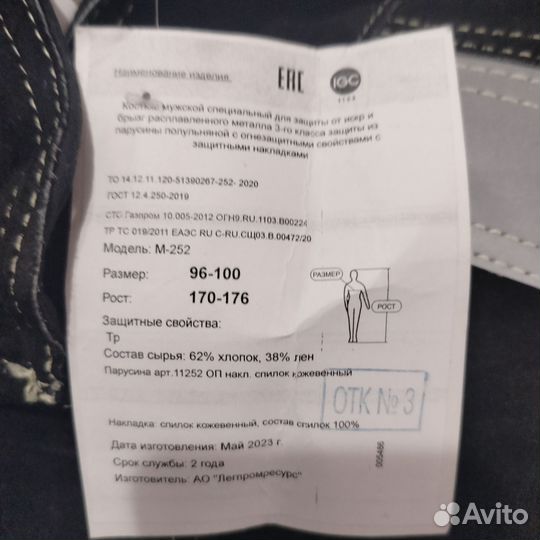 Наименование изделия:
EAC
IGC
Костюм мужской специальный для защиты от искр и
брызг расплавленного металла 3-го класса защиты из
парусины полульняной с огнезащитными свойствами с
защитными накладками
ТО 14.12.11.120-51390267-252- 2020
ГОСТ 12.4.250-2019
СТО Газпром 10.005-2012 ОГН9.RU.1103.В00224
ТР ТС 019/2011 ЕАЭС RU С-RU.СЩ03.В.00472/20
Модель: М-252
Размер: 96-100
Рост: 170-176
РАЗМЕР
РОСТ
Защитные свойства:
Тр
Состав сырья: 62% хлопок, 38% лен
Парусина арт.11252 ОП накл. спилок кожевенный
ОТК № 3
Накладка: спилок кожевенный, состав спилок 100%
Дата изготовления: Май 2023 г.
Срок службы: 2 года
Изготовитель: АО "Легпромресурс"
005466
Avito